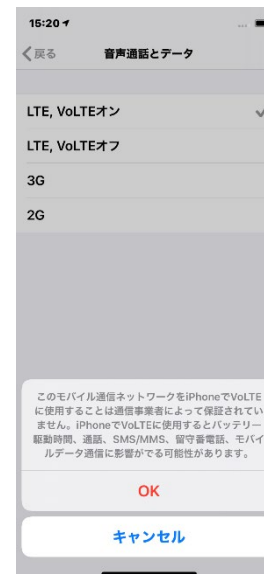 15:20
戻る 音声通話とデータ
LTE, VoLTEオン
LTE, VoLTEオフ
3G
2G
このモバイル通信ネットワークをiPhoneでVoLTE
に使用することは通信事業者によって保証されてい
ません。iPhoneでVoLTEに使用するとバッテリー
駆動時間、通話、SMS/MMS、留守番電話、モバイ
ルデータ通信に影響がでる可能性があります。
OK
キャンセル